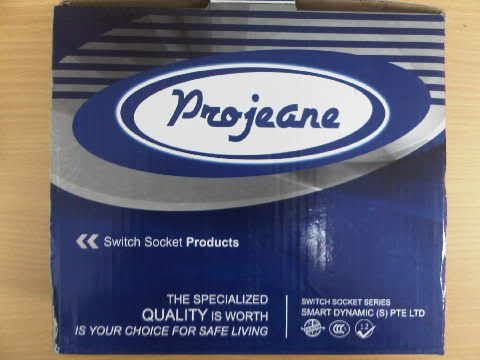 Projeane
Switch Socket Products
THE SPECIALIZED
QUALITY IS WORTH
IS YOUR CHOICE FOR SAFE LIVING
SWITCH SOCKET SERIES
SMART DYNAMIC (S) PTE LTD